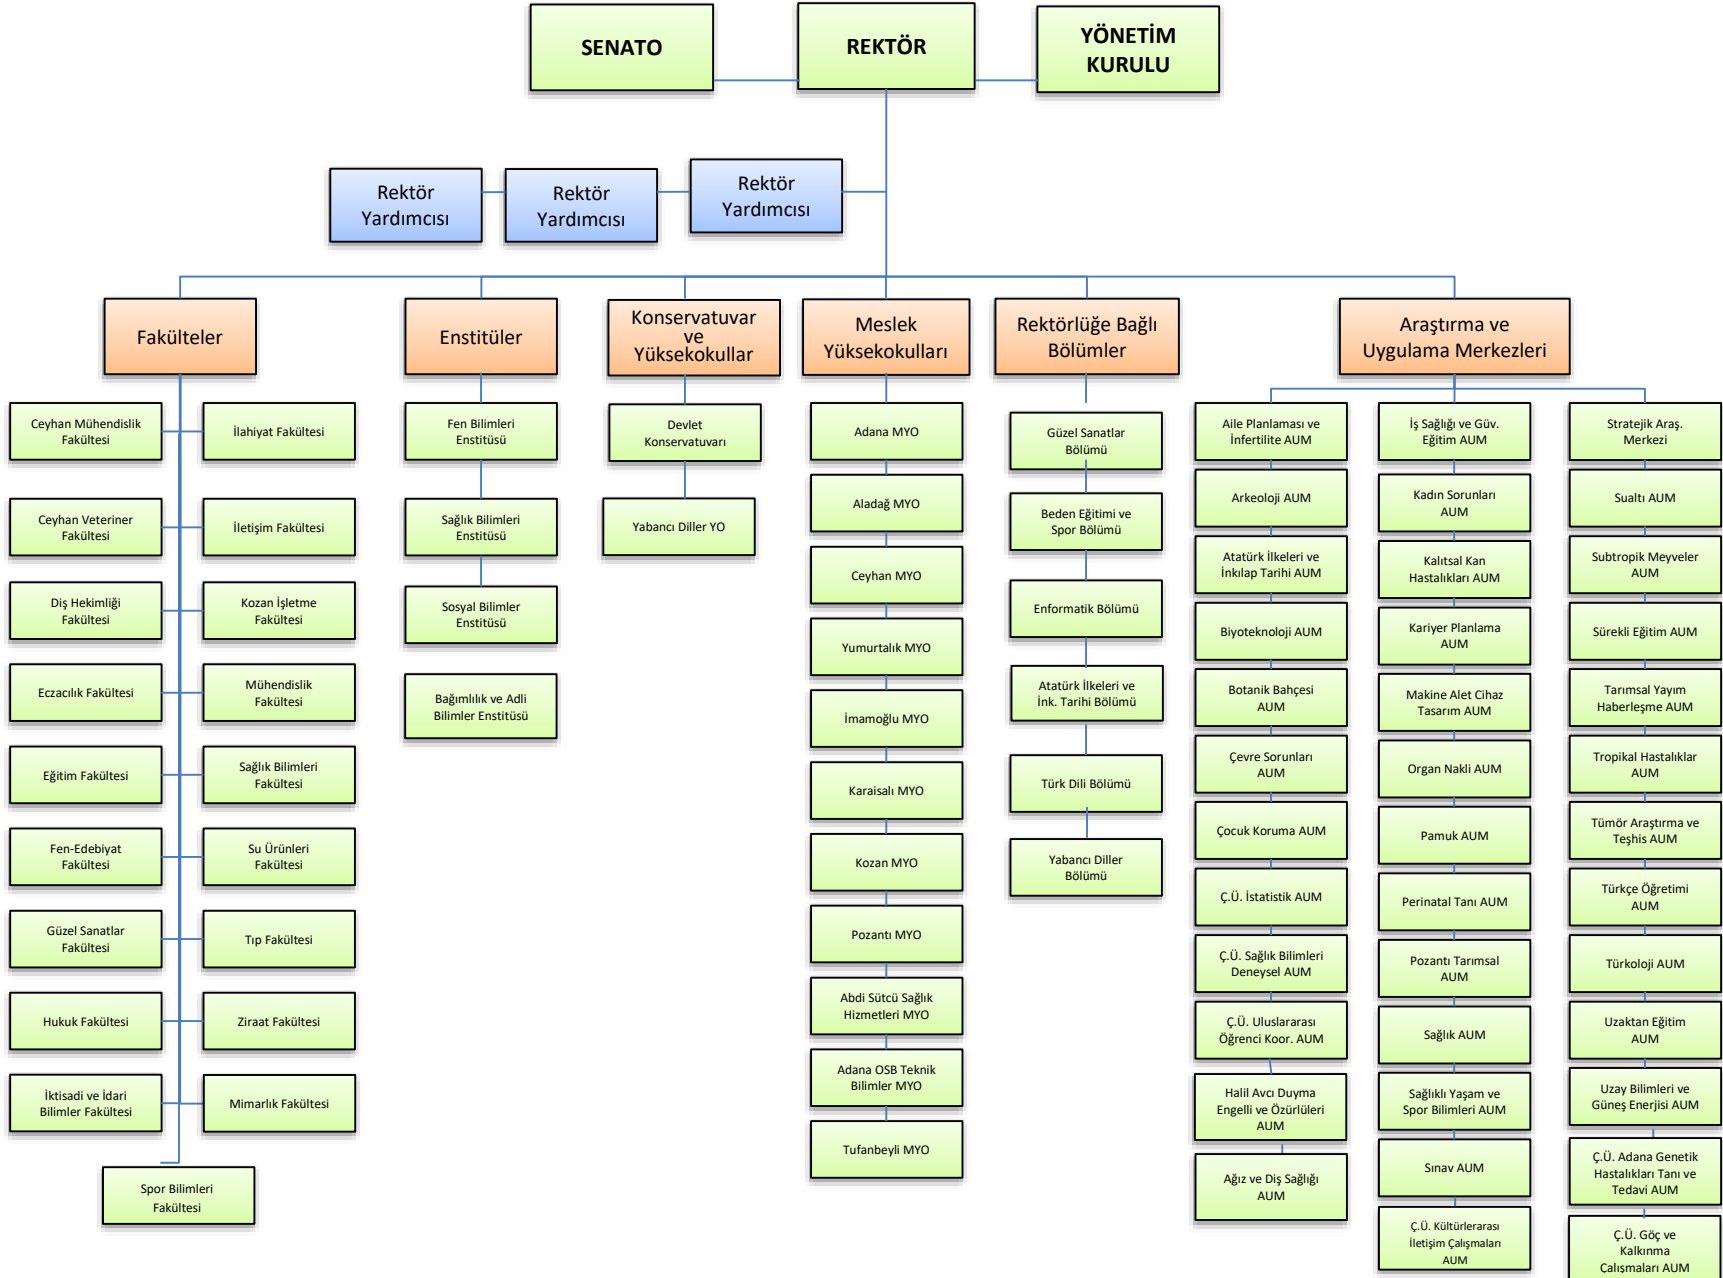 SENATO
REKTÖR
YÖNETİM
KURULU
Rektör
Yardımcısı
Rektör
Yardımcısı
Rektör
Yardımcısı
Fakülteler
Enstitüler
Konservatuvar
ve
Yüksekokullar
Meslek
Yüksekokulları
Rektörlüğe Bağlı
Bölümler
Araştırma ve
Uygulama Merkezleri
Ceyhan Mühendislik
Fakültesi
İlahiyat Fakültesi
Ceyhan Veteriner
Fakültesi
İletişim Fakültesi
Diş Hekimliği
Fakültesi
Kozan İşletme
Fakültesi
Eczacılık Fakültesi
Mühendislik
Fakültesi
Eğitim Fakültesi
Sağlık Bilimleri
Fakültesi
Fen-Edebiyat
Fakültesi
Su Ürünleri
Fakültesi
Güzel Sanatlar
Fakültesi
Tıp Fakültesi
Hukuk Fakültesi
Ziraat Fakültesi
İktisadi ve İdari
Bilimler Fakültesi
Mimarlık Fakültesi
Spor Bilimleri
Fakültesi
Fen Bilimleri
Enstitüsü
Sağlık Bilimleri
Enstitüsü
Sosyal Bilimler
Enstitüsü
Bağımlılık ve Adli
Bilimler Enstitüsü
Devlet
Konservatuvarı
Yabancı Diller YO
Adana MYO
Aladağ MYO
Ceyhan MYO
Yumurtalık MYO
İmamoğlu MYO
Karaisalı MYO
Kozan MYO
Pozantı MYO
Abdi Sütcü Sağlık
Hizmetleri MYO
Adana OSB Teknik
Bilimler MYO
Tufanbeyli MYO
Güzel Sanatlar
Bölümü
Beden Eğitimi ve
Spor Bölümü
Enformatik Bölümü
Atatürk İlkeleri ve
İnk. Tarihi Bölümü
Türk Dili Bölümü
Yabancı Diller
Bölümü
Aile Planlaması ve
İnfertilite AUM
Arkeoloji AUM
Atatürk İlkeleri ve
İnkılap Tarihi AUM
Biyoteknoloji AUM
Botanik Bahçesi
AUM
Çevre Sorunları
AUM
Çocuk Koruma AUM
Ç.Ü. İstatistik AUM
Ç.Ü. Sağlık Bilimleri
Deneysel AUM
Ç.Ü. Uluslararası
Öğrenci Koor. AUM
Halil Avcı Duyma
Engelli ve Özürlüleri
AUM
Ağız ve Diş Sağlığı
AUM
İş Sağlığı ve Güv.
Eğitim AUM
Kadın Sorunları
AUM
Kalıtsal Kan
Hastalıkları AUM
Kariyer Planlama
AUM
Makine Alet Cihaz
Tasarım AUM
Organ Nakli AUM
Pamuk AUM
Perinatal Tanı AUM
Pozantı Tarımsal
AUM
Sağlık AUM
Sağlıklı Yaşam ve
Spor Bilimleri AUM
Sınav AUM
Ç.Ü. Kültürlerarası
İletişim Çalışmaları
AUM
Stratejik Araş.
Merkezi
Sualtı AUM
Subtropik Meyveler
AUM
Sürekli Eğitim AUM
Tarımsal Yayım
Haberleşme AUM
Tropikal Hastalıklar
AUM
Tümör Araştırma ve
Teşhis AUM
Türkçe Öğretimi
AUM
Türkoloji AUM
Uzaktan Eğitim
AUM
Uzay Bilimleri ve
Güneş Enerjisi AUM
Ç.Ü. Adana Genetik
Hastalıkları Tanı ve
Tedavi AUM
Ç.Ü. Göç ve
Kalkınma
Çalışmaları AUM